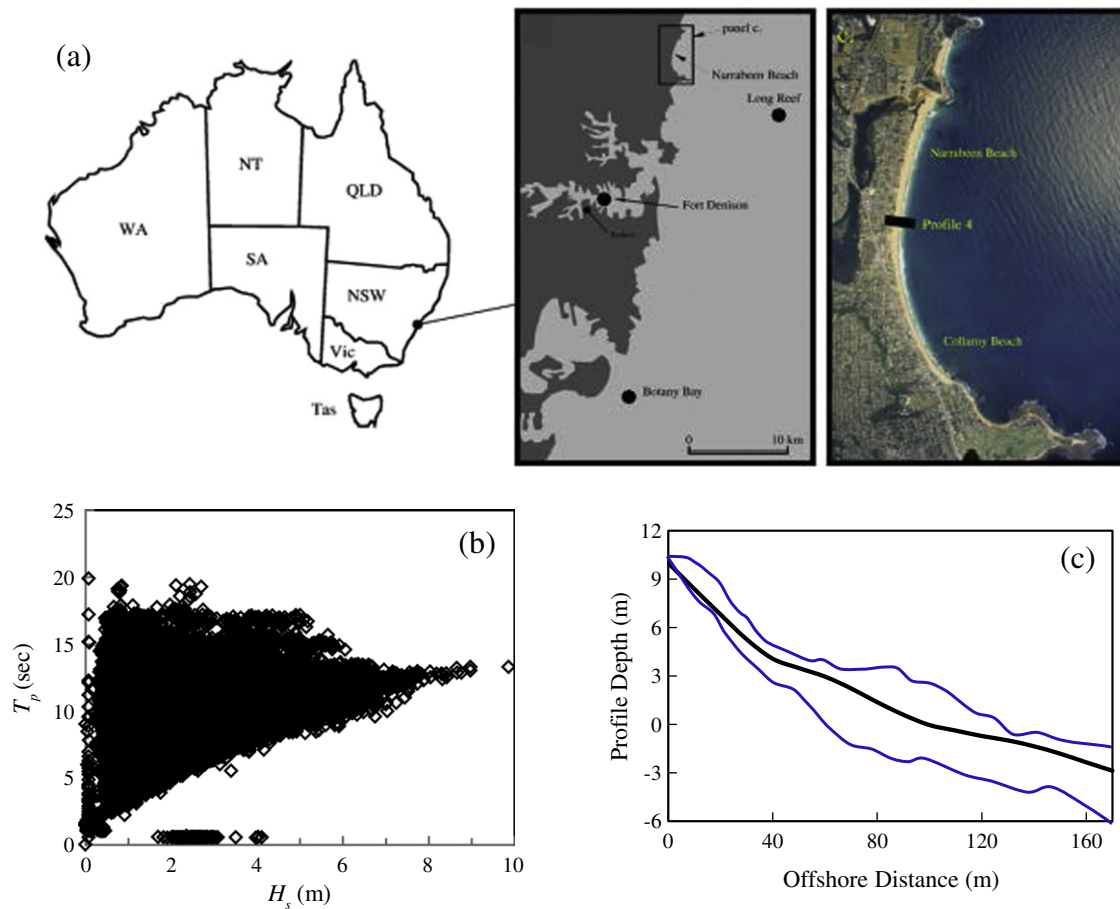 (a)
WA
NT
QLD
SA
NSW
Vic
Tas
panel c.
Narrabeen Beach
Long Reef
Fort Denison
Botany Bay
0 10 km
c.
Narrabeen Beach
Profile 4
Collaroy Beach
(b)
25
20
15
10
5
0
T_p (sec)
0 2 4 6 8 10
H_s (m)
(c)
12
9
6
3
0
-3
-6
Profile Depth (m)
0 40 80 120 160
Offshore Distance (m)